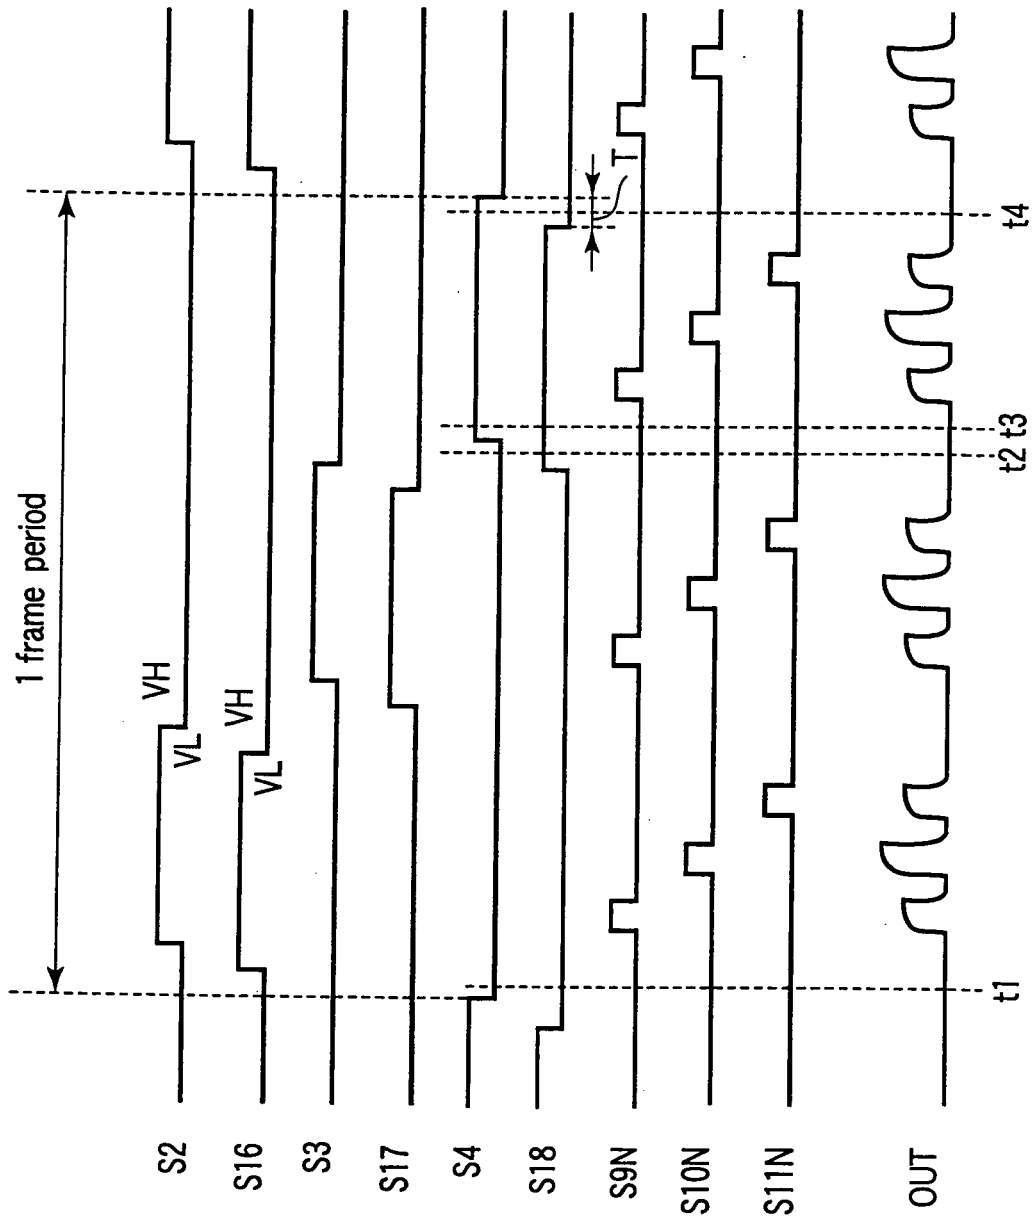 1 frame period
S2
VH
VL
S16
VH
VL
S3
S17
S4
S18
T
S9N
S10N
S11N
OUT
t1
t2
t3
t4